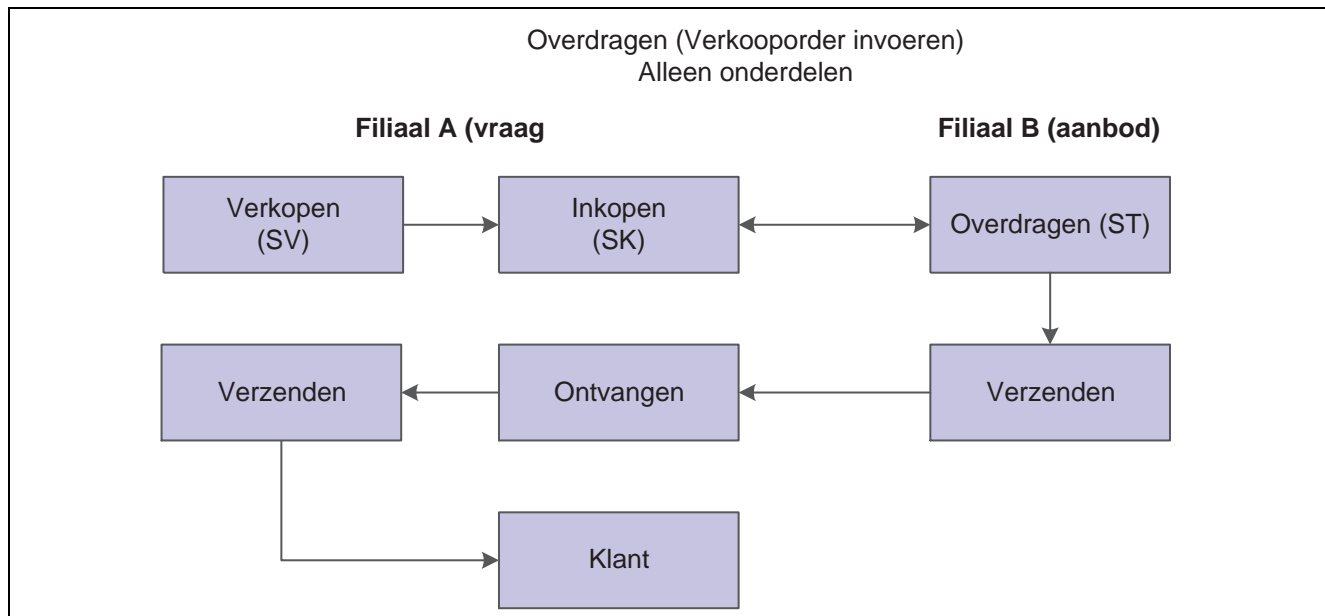 Overdragen (Verkooporder invoeren)
Alleen onderdelen
Filiaal A (vraag
Filiaal B (aanbod)
Verkopen
(SV)
Inkopen
(SK)
Overdragen (ST)
Verzenden
Ontvangen
Verzenden
Klant